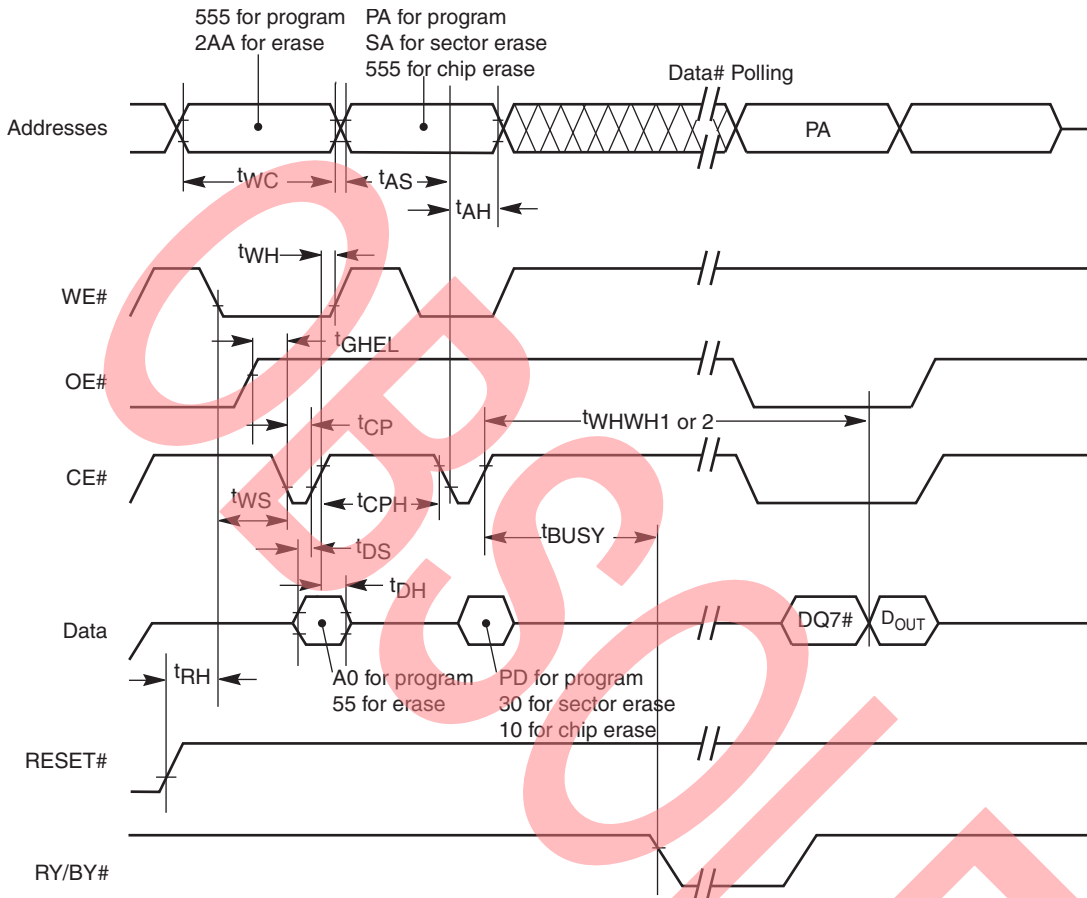 555 for program
2AA for erase
PA for program
SA for sector erase
555 for chip erase
Data# Polling
Addresses
PA
tWC
tAS
tAH
tWH
WE#
tGHEL
OE#
tWHWH1 or 2
tCP
CE#
tWS
tCPH
tBUSY
tDS
tDH
Data
DQ7#
DOUT
tRH
A0 for program
55 for erase
PD for program
30 for sector erase
10 for chip erase
RESET#
RY/BY#
OBSOLE